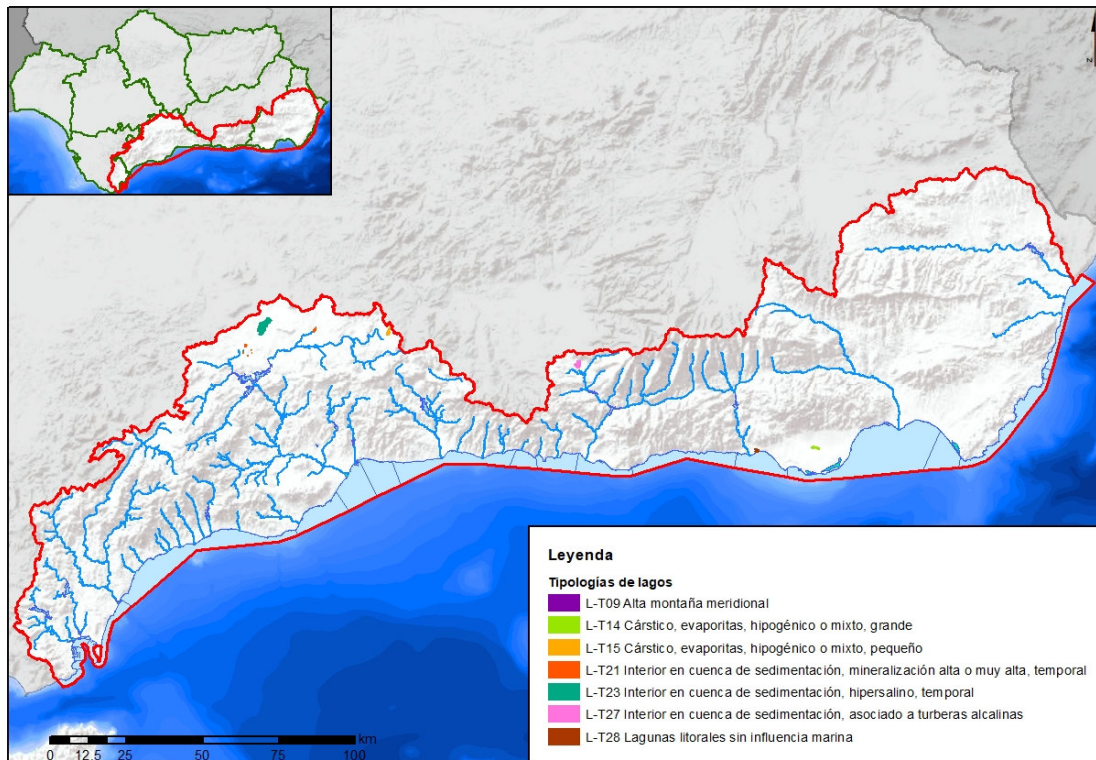 N
Leyenda
Tipologías de lagos
L-T09 Alta montaña meridional
L-T14 Cárstico, evaporitas, hipogénico o mixto, grande
L-T15 Cárstico, evaporitas, hipogénico o mixto, pequeño
L-T21 Interior en cuenca de sedimentación, mineralización alta o muy alta, temporal
L-T23 Interior en cuenca de sedimentación, hipersalino, temporal
L-T27 Interior en cuenca de sedimentación, asociado a turberas alcalinas
L-T28 Lagunas litorales sin influencia marina
km
0 12,5 25 50 75 100